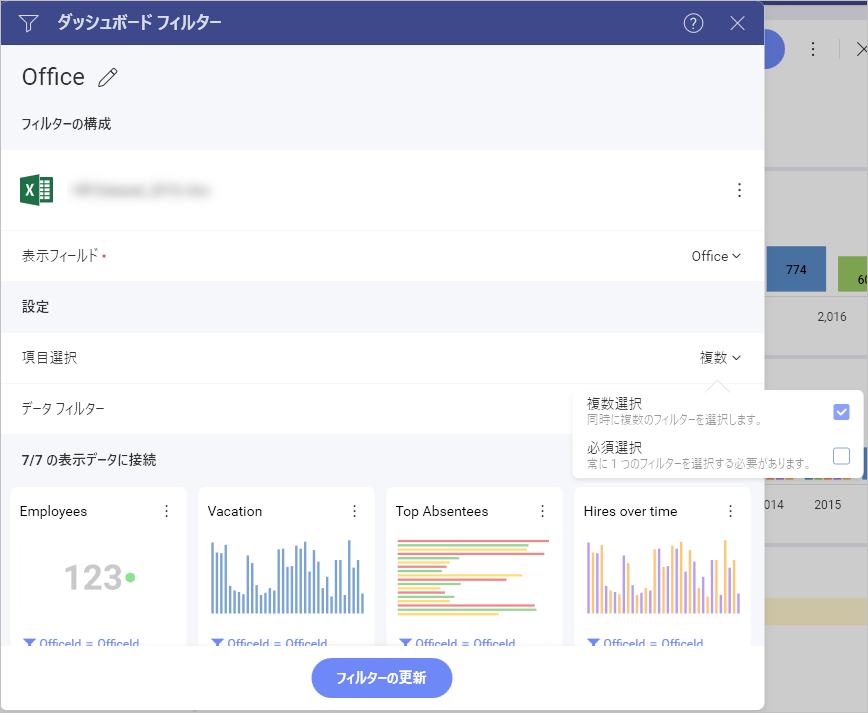 ダッシュボード フィルター
?
Office
フィルターの構成
表示フィールド •
Office
774
60
2,016
設定
項目選択
複数
複数選択
同時に複数のフィルターを選択します。
必須選択
常に 1 つのフィルターを選択する必要があります。
データ フィルター
7/7 の表示データに接続
014
2015
Employees
Vacation
Top Absentees
Hires over time
123
OfficeId = OfficeId
OfficeId = OfficeId
OfficeId = OfficeId
OfficeId = OfficeId
フィルターの更新